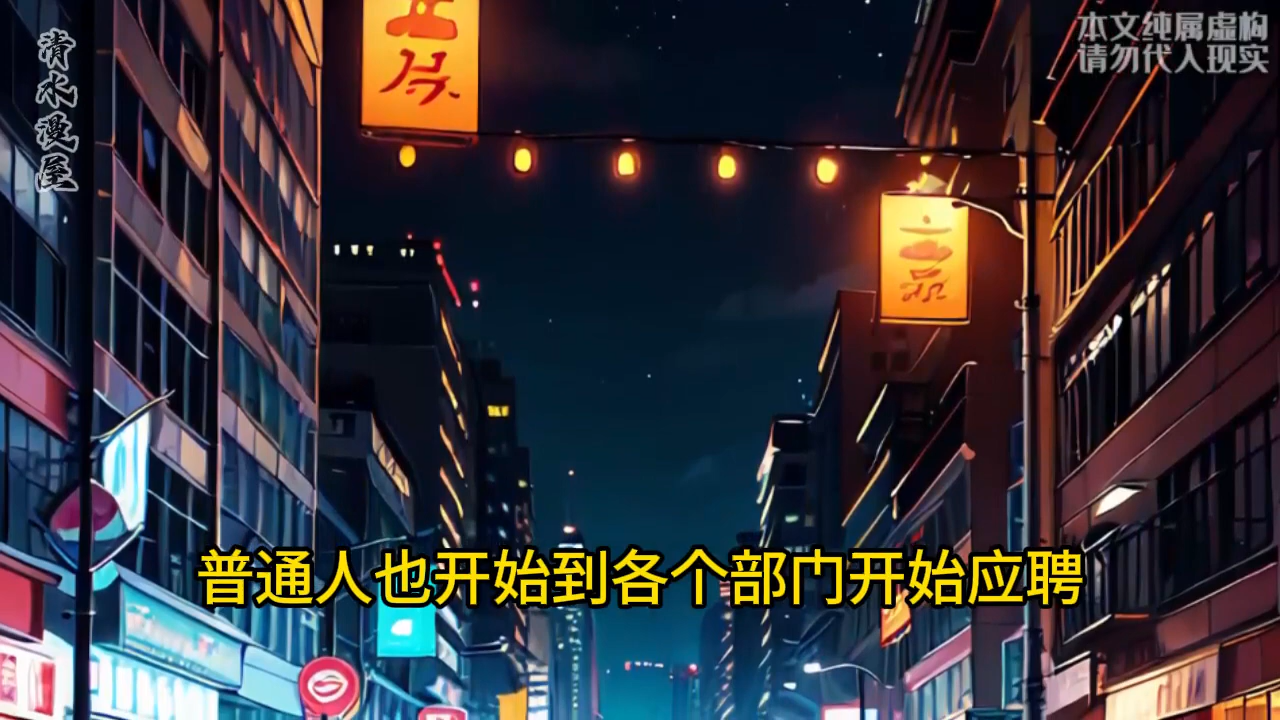 清水漫屋
本文纯属虚构
请勿代入现实
普通人也开始到各个部门开始应聘